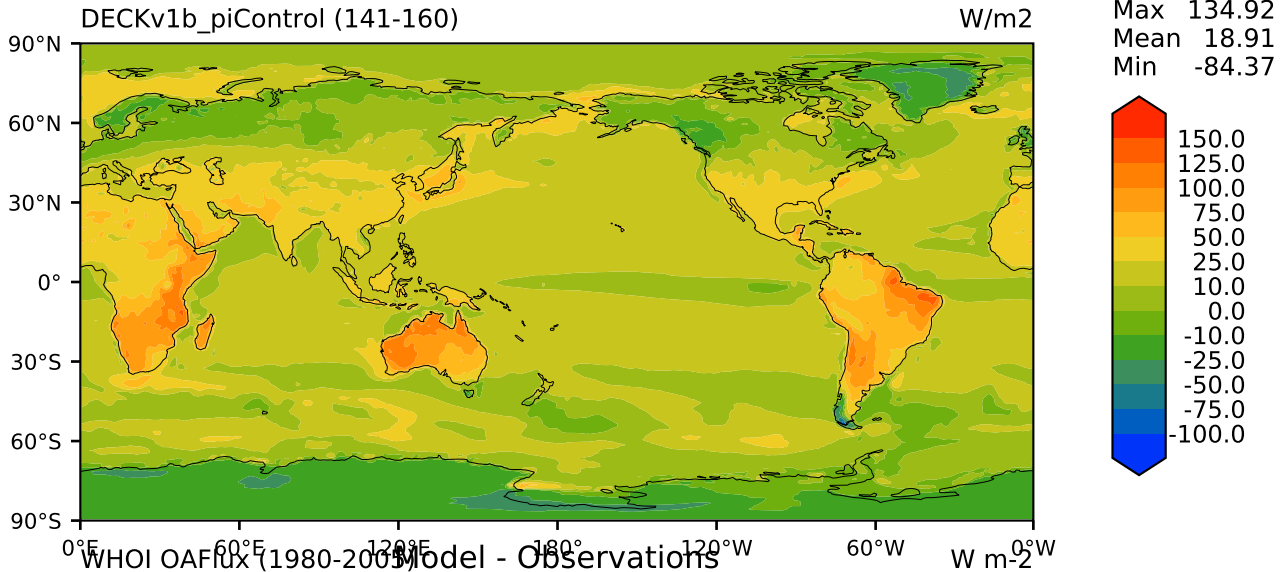 DECKv1b_piControl (141-160) W/m2
Max 134.92
Mean 18.91
Min -84.37
90°N
60°N
30°N
0°
30°S
60°S
90°S
150.0
125.0
100.0
75.0
50.0
25.0
10.0
0.0
-10.0
-25.0
-50.0
-75.0
-100.0
0°E 60°E 120°E 180° 120°W 60°W 0°W
WHOI OAFlux (1980-2005) Model - Observations W m-2